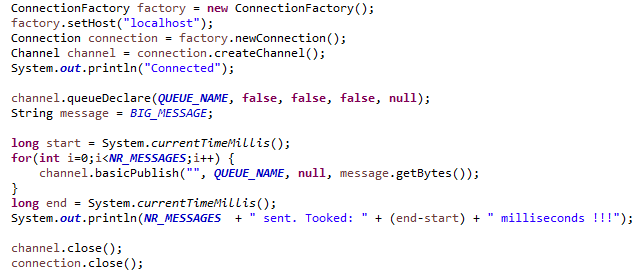 ConnectionFactory factory = new ConnectionFactory();
factory.setHost("localhost");
Connection connection = factory.newConnection();
Channel channel = connection.createChannel();
System.out.println("Connected");

channel.queueDeclare(QUEUE_NAME, false, false, false, null);
String message = BIG_MESSAGE;

long start = System.currentTimeMillis();
for(int i=0;i<NR_MESSAGES;i++) {
    channel.basicPublish("", QUEUE_NAME, null, message.getBytes());
}
long end = System.currentTimeMillis();
System.out.println(NR_MESSAGES  + " sent. Tooked: " + (end-start) + " milliseconds !!!");

channel.close();
connection.close();